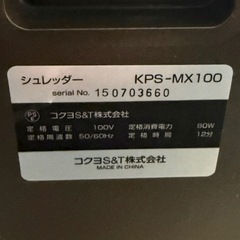 シュレッダー KPS-MX100
serial No. 150703660
PS E コクヨS&T株式会社
定格電圧 100V 定格消費電力 90W
定格周波数 50/60Hz 定格時間 12分
コクヨS&T株式会社
MADE IN CHINA